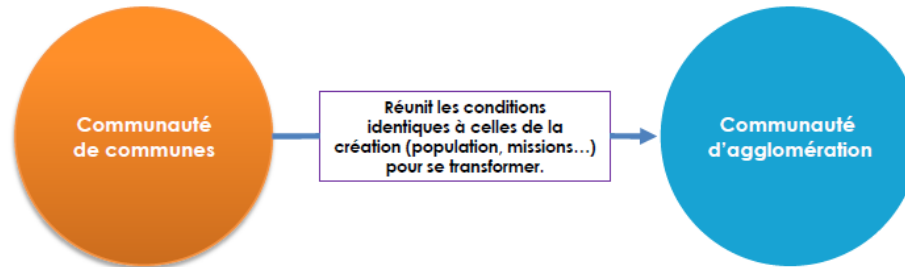 Communauté
de communes
Réunit les conditions
identiques à celles de la
création (population, missions...)
pour se transformer.
Communauté
d'agglomération